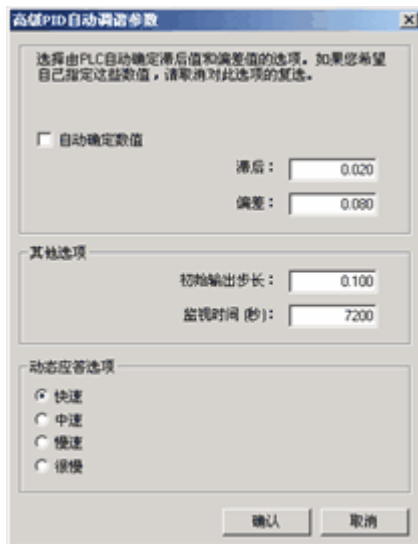 高级PID自动调谐参数
选择由PLC自动确定滞后值和偏差值的选项。如果您希望
自己指定这些数值，请取消对此选项的复选。
自动确定数值
滞后： 0.020
偏差： 0.080
其他选项
初始输出步长： 0.100
监视时间(秒)： 7200
动态应答选项
快速
中速
慢速
很慢
确认 取消